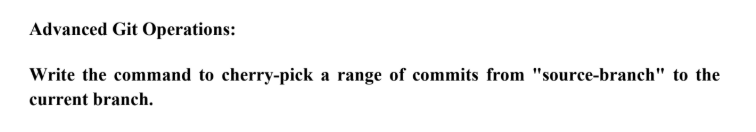 Advanced Git Operations:
Write the command to cherry-pick a range of commits from "source-branch" to the
current branch.